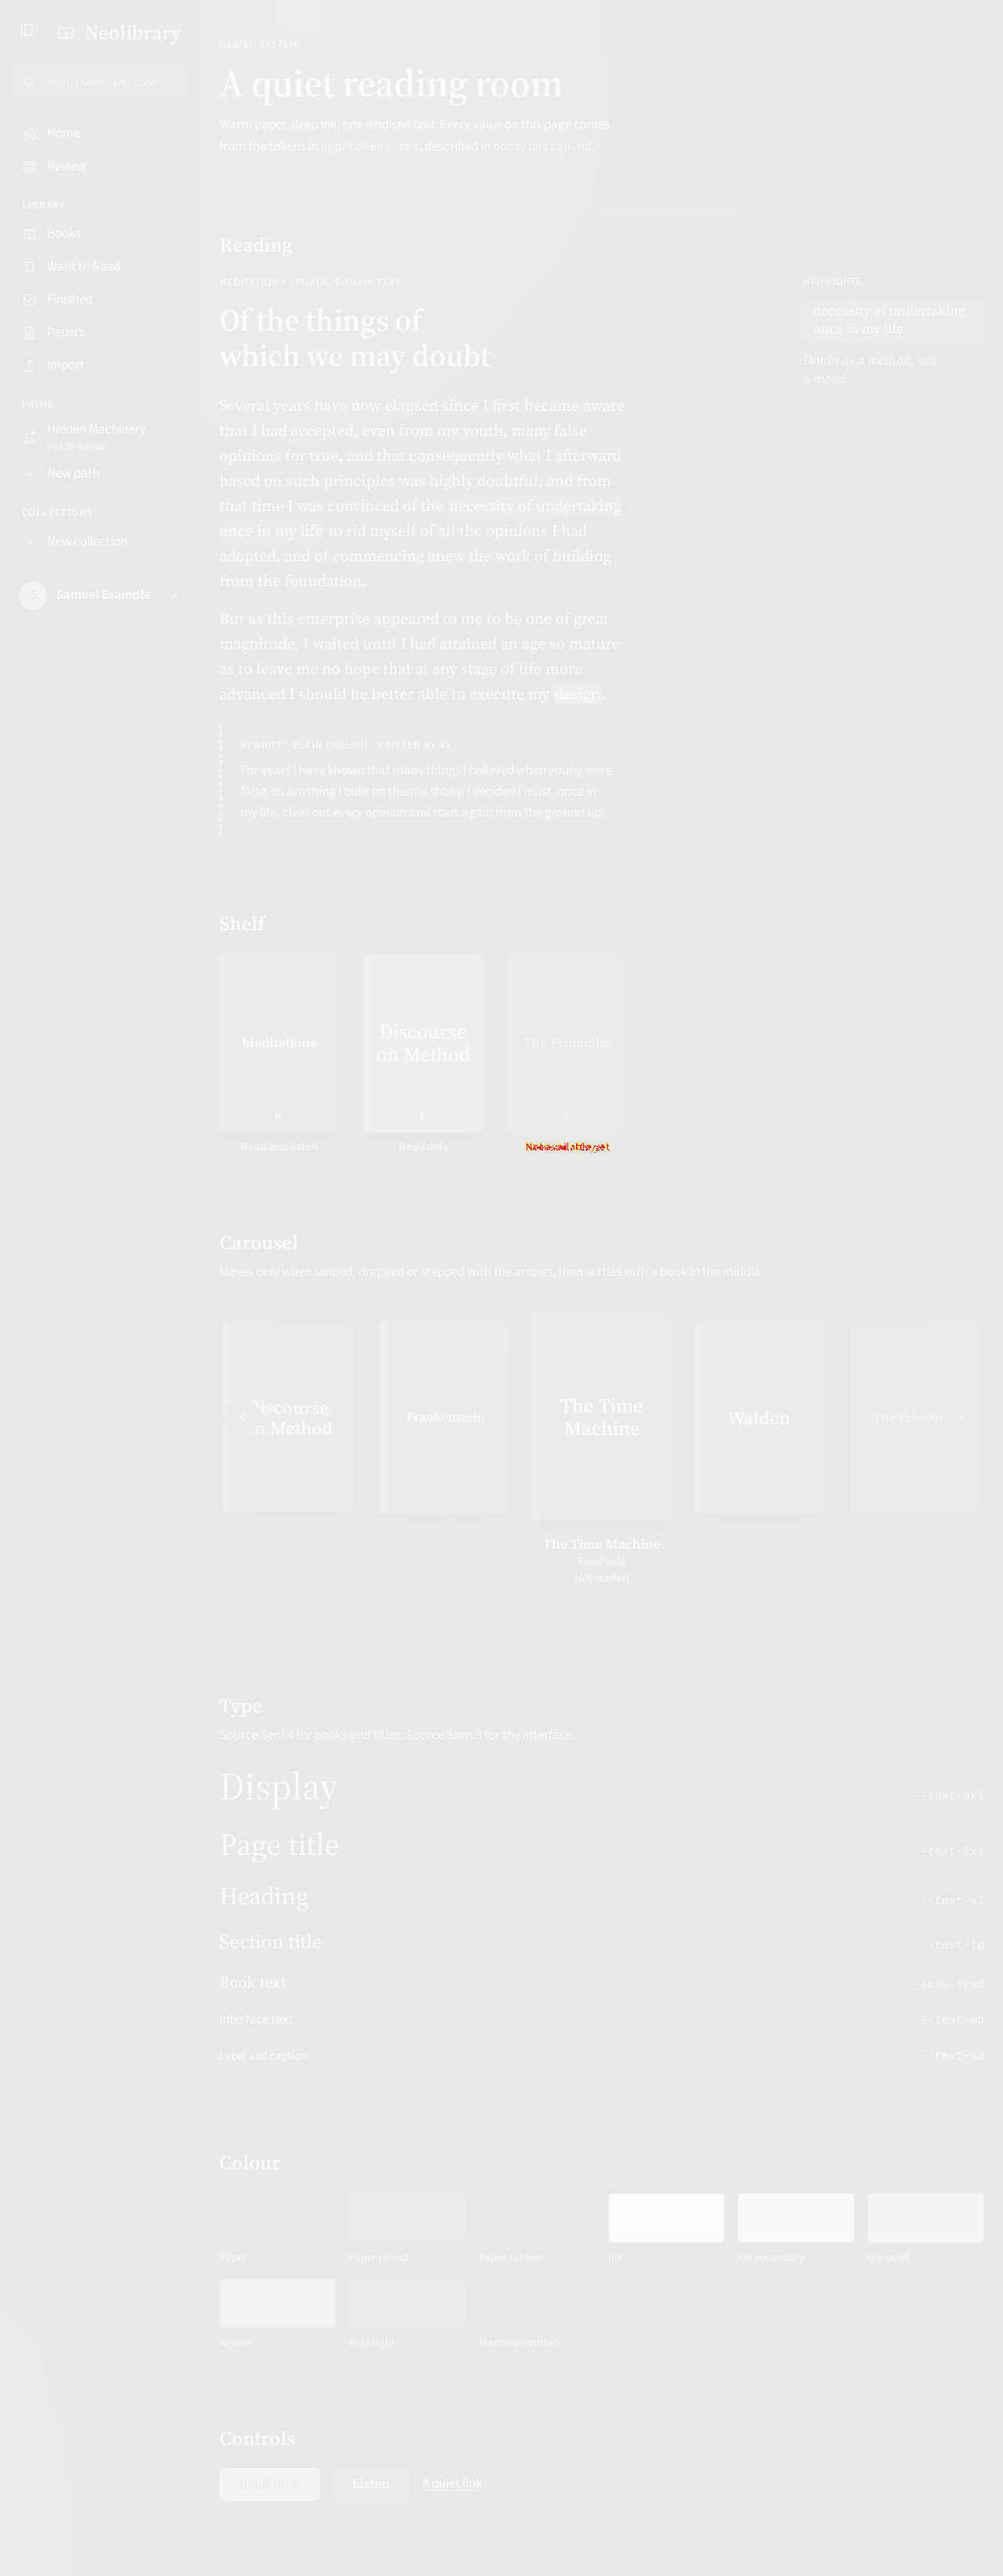 Neolibrary
Search books and notes
Home
Review
LIBRARY
Books
Want to Read
Finished
Papers
Import
PATHS
Hidden Machinery
0 of 29 started
New path
COLLECTIONS
New collection
S
Samuel Example
DESIGN SYSTEM
A quiet reading room
Warm paper, deep ink, one oxidised teal. Every value on this page comes
from the tokens in app/tokens.css, described in docs/design.md.
Reading
MEDITATION I · PUBLIC-DOMAIN TEXT
Of the things of
which we may doubt
Several years have now elapsed since I first became aware
that I had accepted, even from my youth, many false
opinions for true, and that consequently what I afterward
based on such principles was highly doubtful; and from
that time I was convinced of the necessity of undertaking
once in my life to rid myself of all the opinions I had
adopted, and of commencing anew the work of building
from the foundation.
But as this enterprise appeared to me to be one of great
magnitude, I waited until I had attained an age so mature
as to leave me no hope that at any stage of life more
advanced I should be better able to execute my design.
REWRITE · PLAIN ENGLISH · WRITTEN BY AI
For years I have known that many things I believed when young were
false, so anything I built on them is shaky. I decided I must, once in
my life, clear out every opinion and start again from the ground up.
HIGHLIGHTS
necessity of undertaking
once in my life
Doubt as a method, not
a mood.
Shelf
Meditations
N
Read and listen
Discourse
on Method
E
Read only
The Principles
Carousel
Moves only when swiped, dragged or stepped with the arrows, then settles with a book in the middle.
Discourse
on Method
Frankenstein
The Time
Machine
Walden
The Princip
The Time Machine
Read only
Not started
Type
Source Serif 4 for books and titles; Source Sans 3 for the interface.
Display
--text-3xl
Page title
--text-2xl
Heading
--text-xl
Section title
--text-lg
Book text
--text-read
Interface text
--text-md
Label and caption
--text-sm
Colour
Paper
Paper raised
Paper sunken
Ink
Ink secondary
Ink quiet
Accent
Highlight
Machine-written
Controls
Read now
Listen
A quiet link